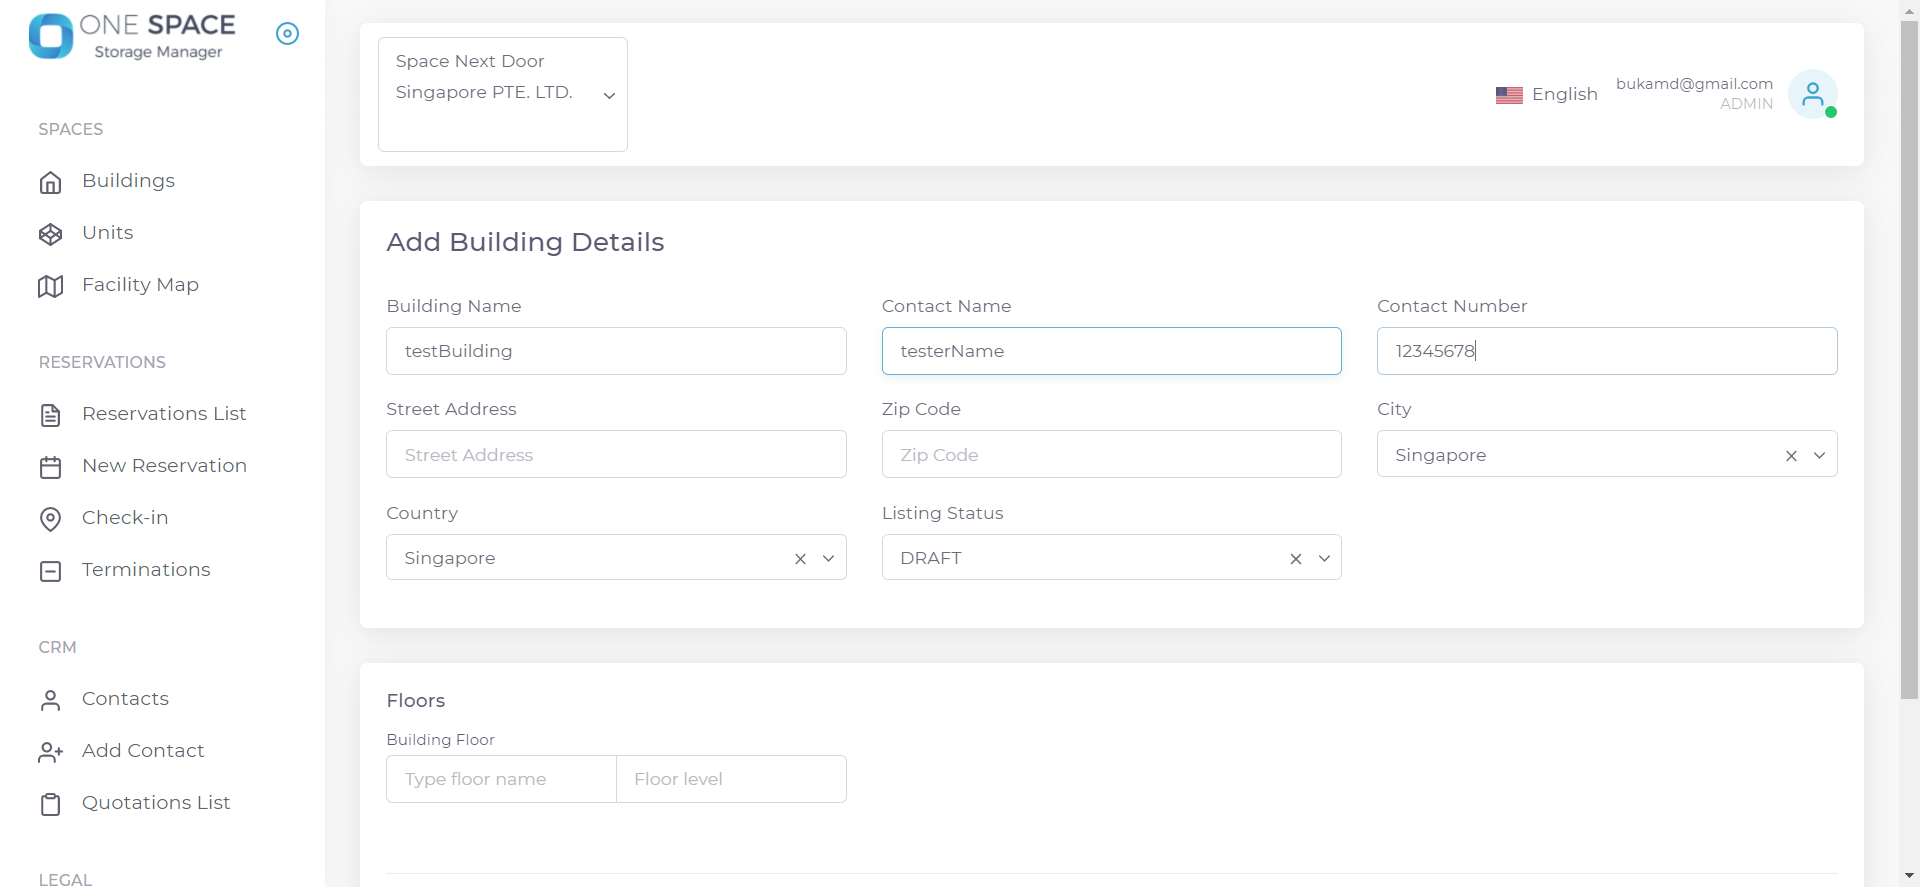 ONE SPACE
Storage Manager
SPACES
Buildings
Units
Facility Map
RESERVATIONS
Reservations List
New Reservation
Check-in
Terminations
CRM
Contacts
Add Contact
Quotations List
LEGAL
Space Next Door
Singapore PTE. LTD.
English
bukamd@gmail.com
ADMIN
Add Building Details
Building Name
Contact Name
Contact Number
testBuilding
testerName
12345678
Street Address
Zip Code
City
Street Address
Zip Code
Singapore
Country
Listing Status
Singapore
DRAFT
Floors
Building Floor
Type floor name
Floor level